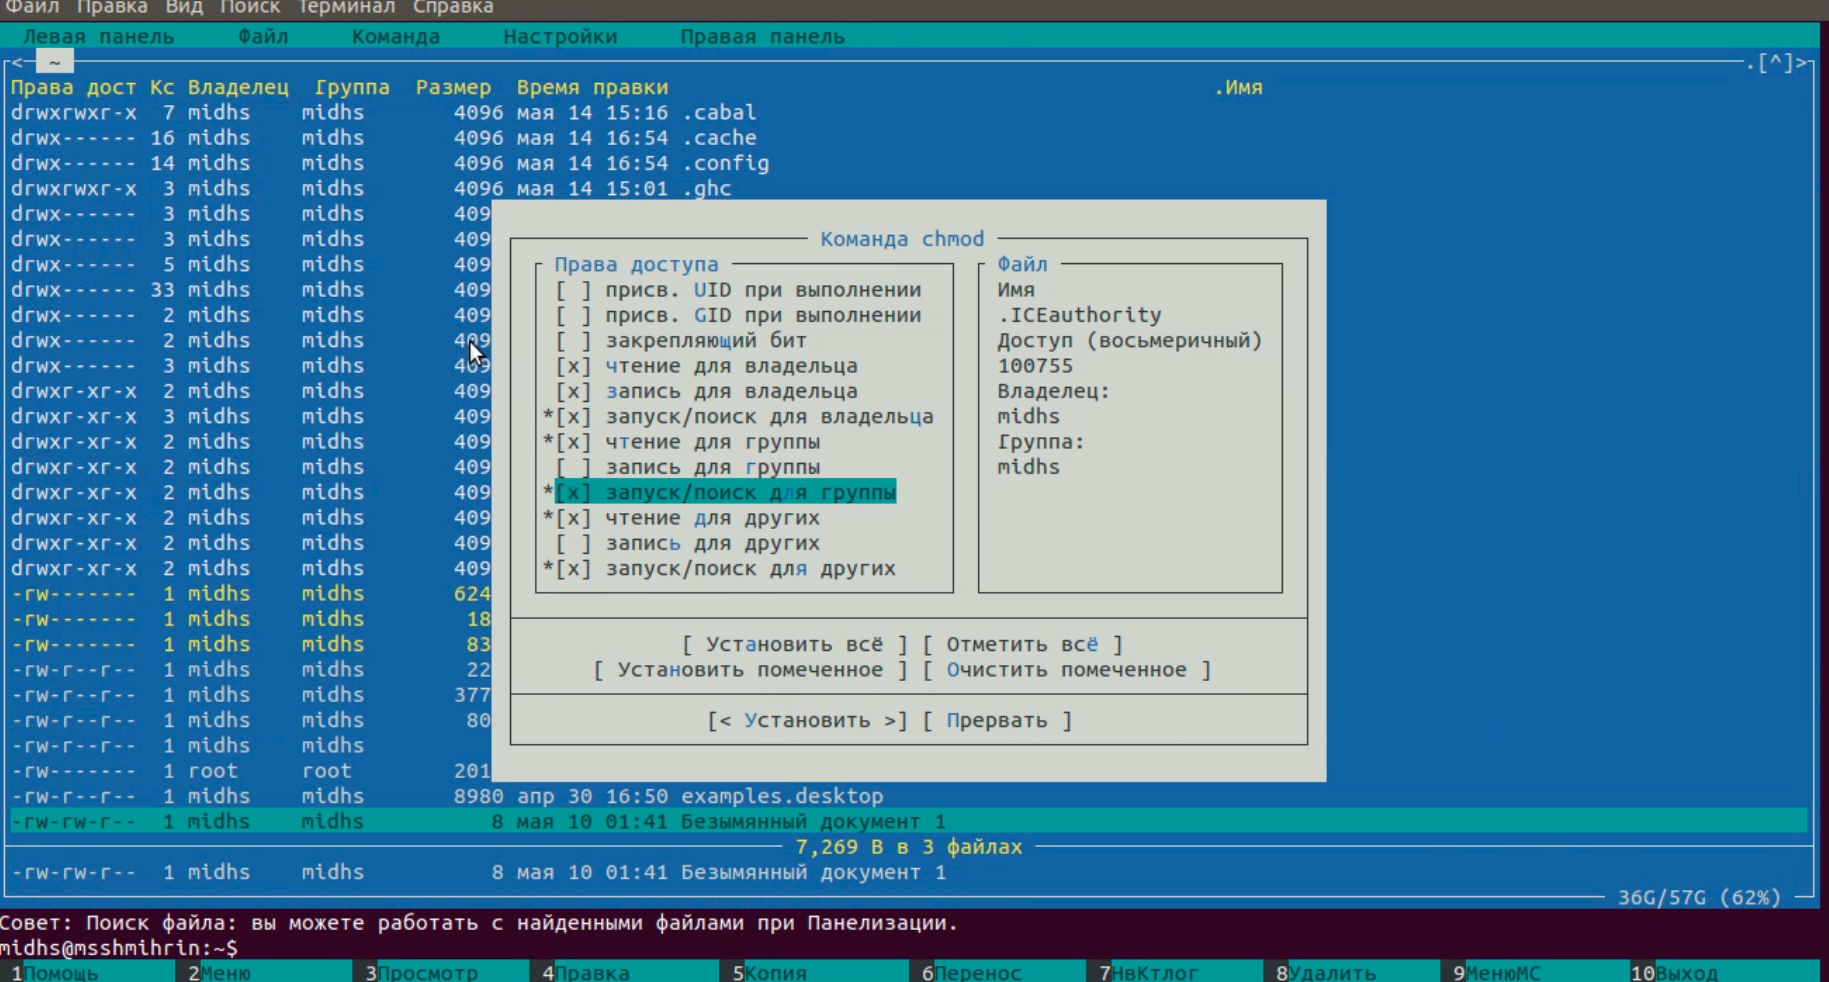 Файл Правка Вид Поиск Терминал Справка
Левая панель Файл Команда Настройки Правая панель
<─ ~ .[^]>
Права дост Кс Владелец Группа Размер Время правки .Имя
drwxrwxr-x 7 midhs midhs 4096 мая 14 15:16 .cabal
drwx------ 16 midhs midhs 4096 мая 14 16:54 .cache
drwx------ 14 midhs midhs 4096 мая 14 16:54 .config
drwxrwxr-x 3 midhs midhs 4096 мая 14 15:01 .ghc
drwx------ 3 midhs midhs 409
drwx------ 3 midhs midhs 409
drwx------ 5 midhs midhs 409
drwx------ 33 midhs midhs 409
drwx------ 2 midhs midhs 409
drwx------ 2 midhs midhs 409
drwx------ 3 midhs midhs 409
drwxr-xr-x 2 midhs midhs 409
drwxr-xr-x 3 midhs midhs 409
drwxr-xr-x 2 midhs midhs 409
drwxr-xr-x 2 midhs midhs 409
drwxr-xr-x 2 midhs midhs 409
drwxr-xr-x 2 midhs midhs 409
drwxr-xr-x 2 midhs midhs 409
drwxr-xr-x 2 midhs midhs 409
-rw------- 1 midhs midhs 624
-rw------- 1 midhs midhs 18
-rw------- 1 midhs midhs 83
-rw-r--r-- 1 midhs midhs 22
-rw-r--r-- 1 midhs midhs 377
-rw-r--r-- 1 midhs midhs 80
-rw-r--r-- 1 midhs midhs
-rw------- 1 root root 201
-rw-r--r-- 1 midhs midhs 8980 апр 30 16:50 examples.desktop
-rw-rw-r-- 1 midhs midhs 8 мая 10 01:41 Безымянный документ 1
7,269 B в 3 файлах
-rw-rw-r-- 1 midhs midhs 8 мая 10 01:41 Безымянный документ 1
36G/57G (62%)
Команда chmod
Права доступа
[ ] присв. UID при выполнении
[ ] присв. GID при выполнении
[ ] закрепляющий бит
[x] чтение для владельца
[x] запись для владельца
*[x] запуск/поиск для владельца
*[x] чтение для группы
[ ] запись для группы
*[x] запуск/поиск для группы
*[x] чтение для других
[ ] запись для других
*[x] запуск/поиск для других
Файл
Имя
.ICEauthority
Доступ (восьмеричный)
100755
Владелец:
midhs
Группа:
midhs
[ Установить всё ] [ Отметить всё ]
[ Установить помеченное ] [ Очистить помеченное ]
[< Установить >] [ Прервать ]
Совет: Поиск файла: вы можете работать с найденными файлами при Панелизации.
midhs@msshmihrin:~$
1Помощь 2Меню 3Просмотр 4Правка 5Копия 6Перенос 7НвКтлог 8Удалить 9МенюМС 10Выход